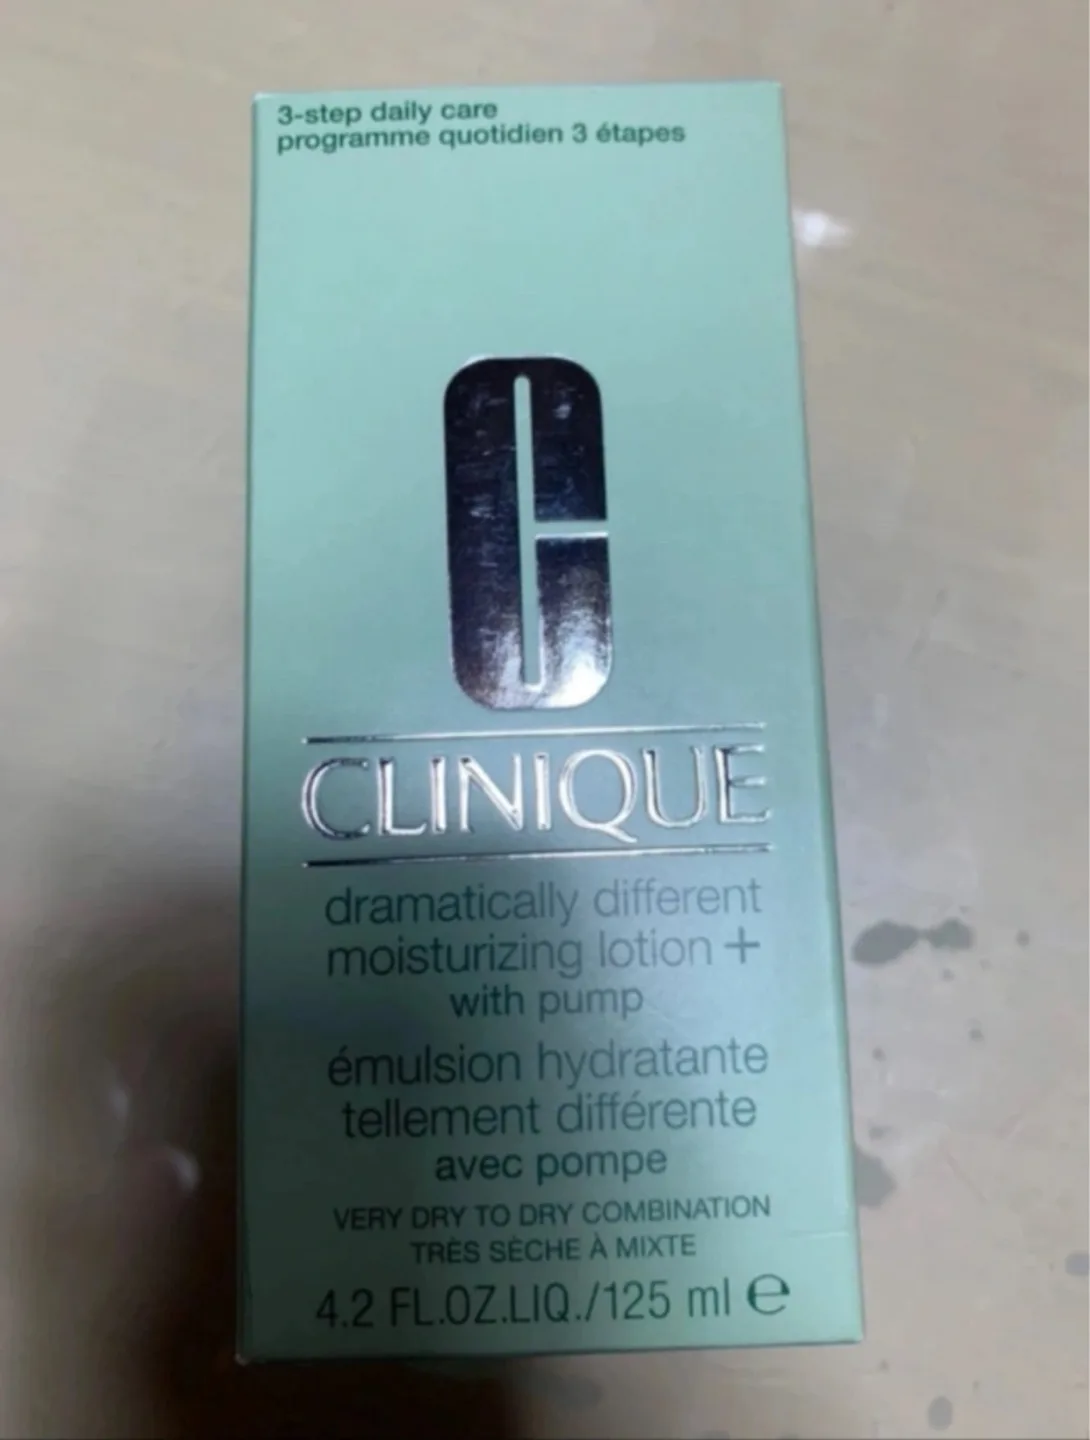 3-step daily care
programme quotidien 3 étapes
C
CLINIQUE
dramatically different
moisturizing lotion +
with pump
émulsion hydratante
tellement différente
avec pompe
VERY DRY TO DRY COMBINATION
TRÈS SÈCHE À MIXTE
4.2 FL.OZ.LIQ./125 ml ℮